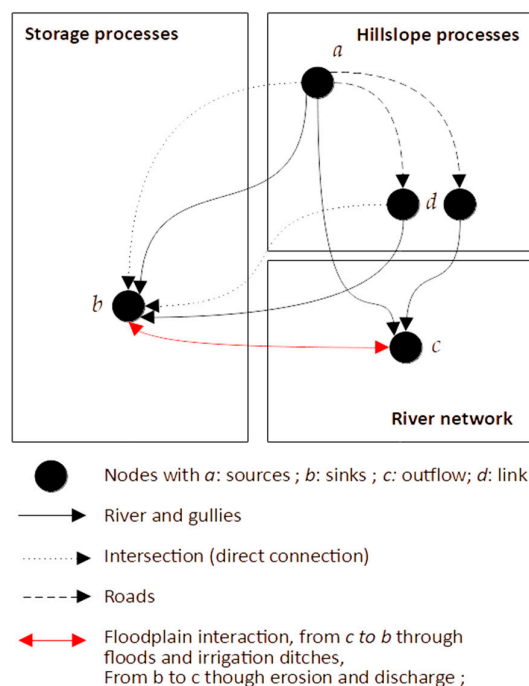 Storage processes
Hillslope processes
a
d
b
c
River network
Nodes with a: sources ; b: sinks ; c: outflow; d: link
River and gullies
Intersection (direct connection)
Roads
Floodplain interaction, from c to b through
floods and irrigation ditches,
From b to c though erosion and discharge ;